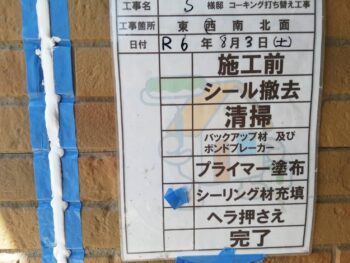 工事名 S 様邸 コーキング打ち替え工事
工事箇所 東 西 南 北 面
日付 R 6 年 8 月 3 日 (土)
施工前
シール撤去
清掃
バックアップ材 及び
ボンドブレーカー
プライマー塗布
シーリング材充填
ヘラ押さえ
完了